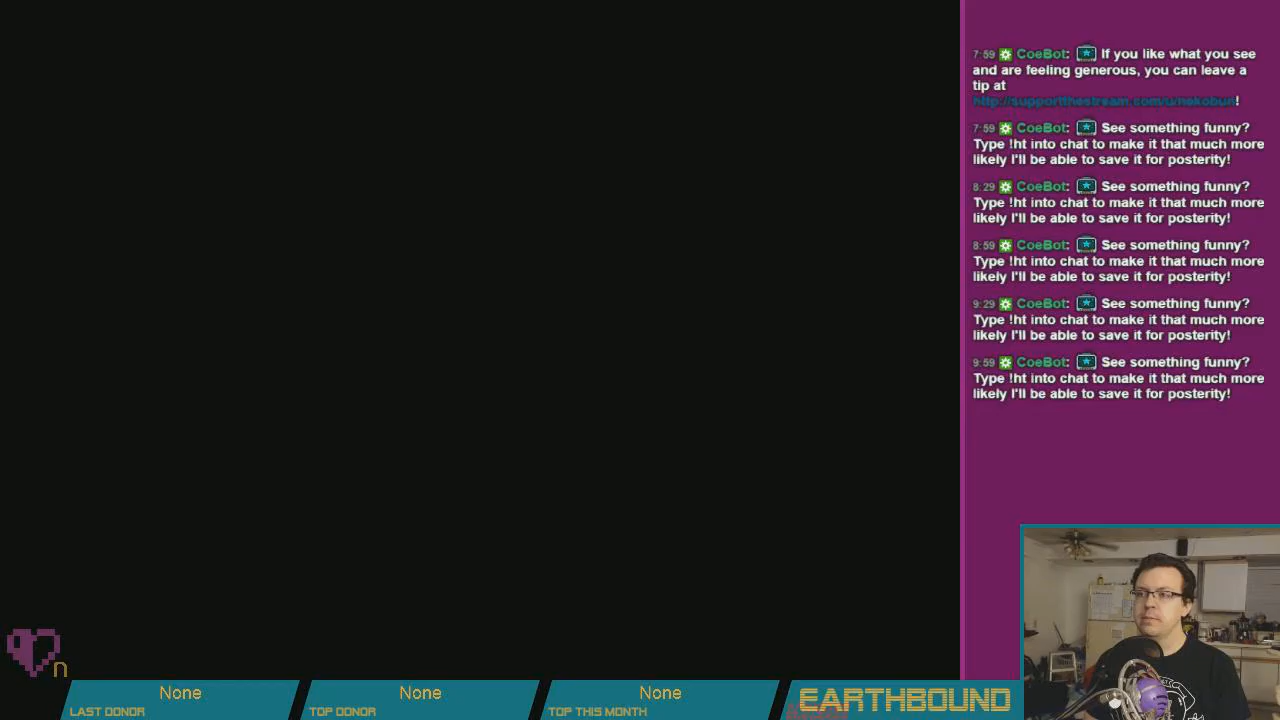 7:59 CoeBot: If you like what you see
and are feeling generous, you can leave a
tip at
http://supportthestream.com/u/nekobun!
7:59 CoeBot: See something funny?
Type !ht into chat to make it that much more
likely I'll be able to save it for posterity!
8:29 CoeBot: See something funny?
Type !ht into chat to make it that much more
likely I'll be able to save it for posterity!
8:59 CoeBot: See something funny?
Type !ht into chat to make it that much more
likely I'll be able to save it for posterity!
9:29 CoeBot: See something funny?
Type !ht into chat to make it that much more
likely I'll be able to save it for posterity!
9:59 CoeBot: See something funny?
Type !ht into chat to make it that much more
likely I'll be able to save it for posterity!
n
None
LAST DONOR
None
TOP DONOR
None
TOP THIS MONTH
EARTHBOUND